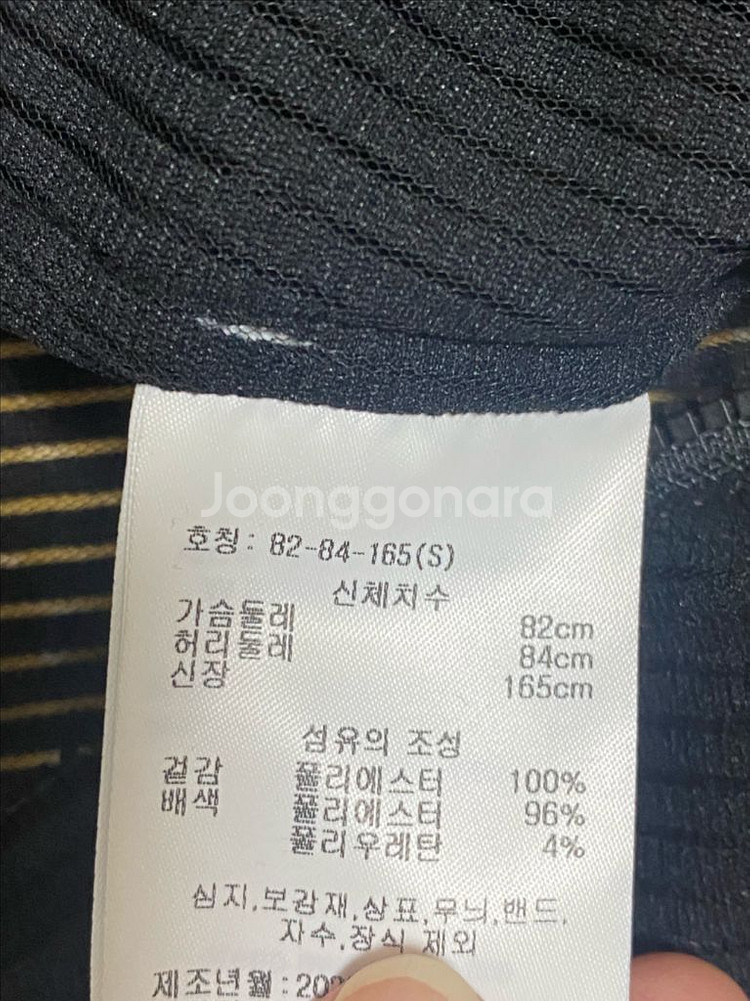 Joonggonara
호칭: 82-84-165(S)
신체치수
가슴둘레 82cm
허리둘레 84cm
신장 165cm
섬유의 조성
겉감 폴리에스터 100%
배색 폴리에스터 96%
폴리우레탄 4%
심지,보강재,상표,무늬,밴드,
자수,장식 제외
제조년월:20